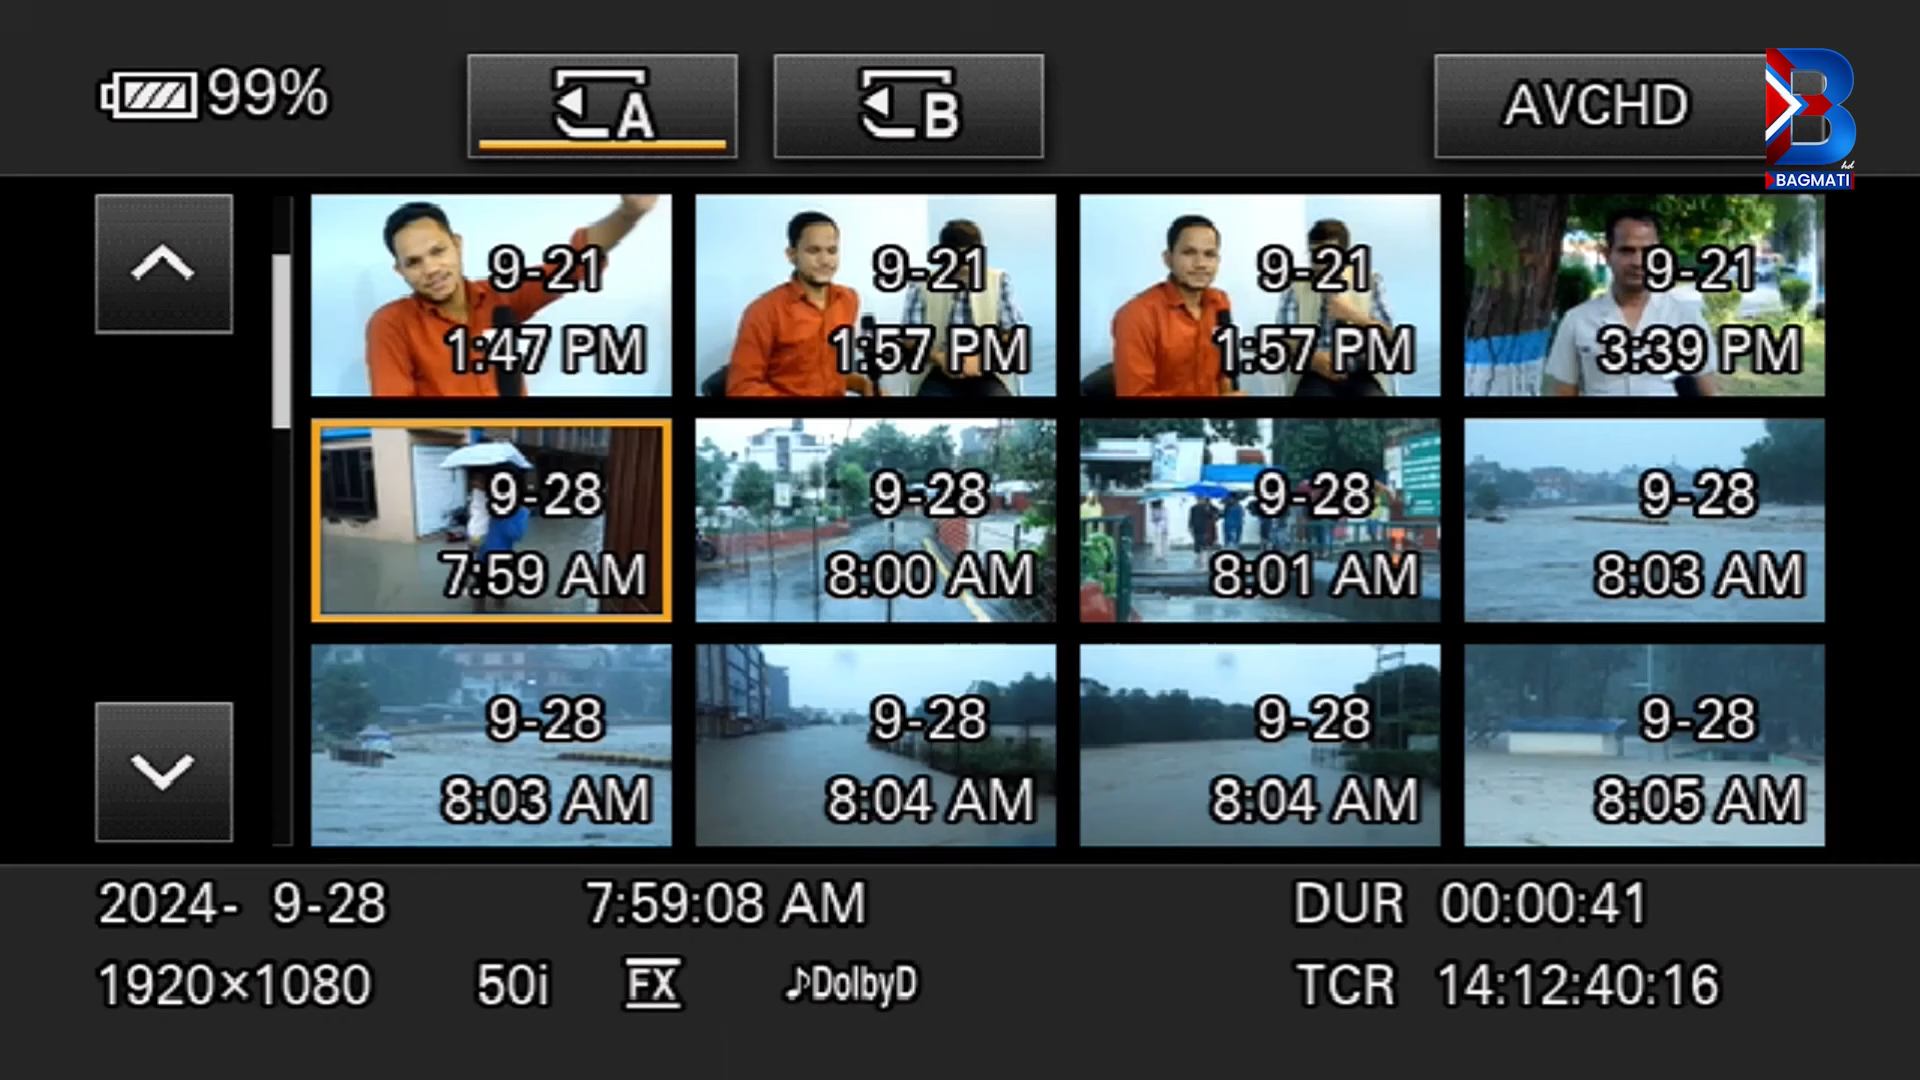 99%
A
B
AVCHD
B
hd
BAGMATI
9-21
1:47 PM
9-21
1:57 PM
9-21
1:57 PM
9-21
3:39 PM
9-28
7:59 AM
9-28
8:00 AM
9-28
8:01 AM
9-28
8:03 AM
9-28
8:03 AM
9-28
8:04 AM
9-28
8:04 AM
9-28
8:05 AM
2024- 9-28 7:59:08 AM DUR 00:00:41
1920×1080 50i FX ♪DolbyD TCR 14:12:40:16